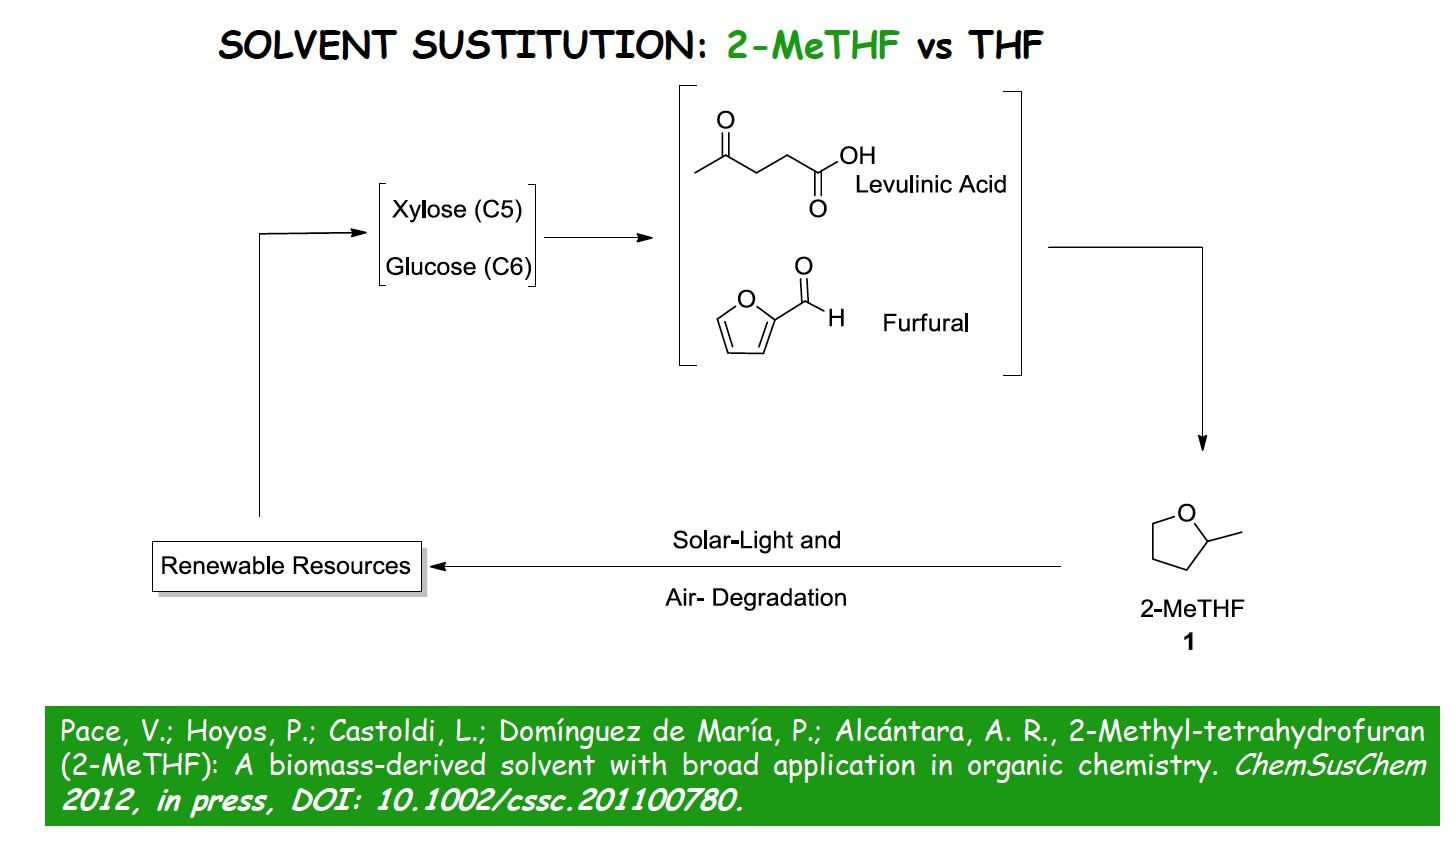 SOLVENT SUSTITUTION: 2-MeTHF vs THF
O
OH
Levulinic Acid
O
Xylose (C5)
Glucose (C6)
O
O
H
Furfural
O
2-MeTHF
1
Solar-Light and
Air- Degradation
Renewable Resources
Pace, V.; Hoyos, P.; Castoldi, L.; Domínguez de María, P.; Alcántara, A. R., 2-Methyl-tetrahydrofuran
(2-MeTHF): A biomass-derived solvent with broad application in organic chemistry. ChemSusChem
2012, in press, DOI: 10.1002/cssc.201100780.